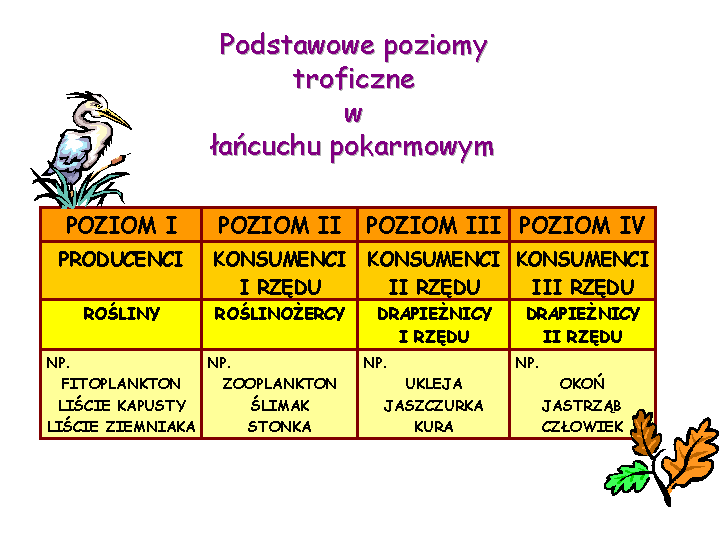 Podstawowe poziomy
troficzne
w
łańcuchu pokarmowym
POZIOM I POZIOM II POZIOM III POZIOM IV
PRODUCENCI KONSUMENCI KONSUMENCI KONSUMENCI
I RZĘDU II RZĘDU III RZĘDU
ROŚLINY ROŚLINOŻERCY DRAPIEŻNICY DRAPIEŻNICY
I RZĘDU II RZĘDU
NP. NP. NP. NP.
FITOPLANKTON ZOOPLANKTON UKLEJA OKOŃ
LIŚCIE KAPUSTY ŚLIMAK JASZCZURKA JASTRZĄB
LIŚCIE ZIEMNIAKA STONKA KURA CZŁOWIEK